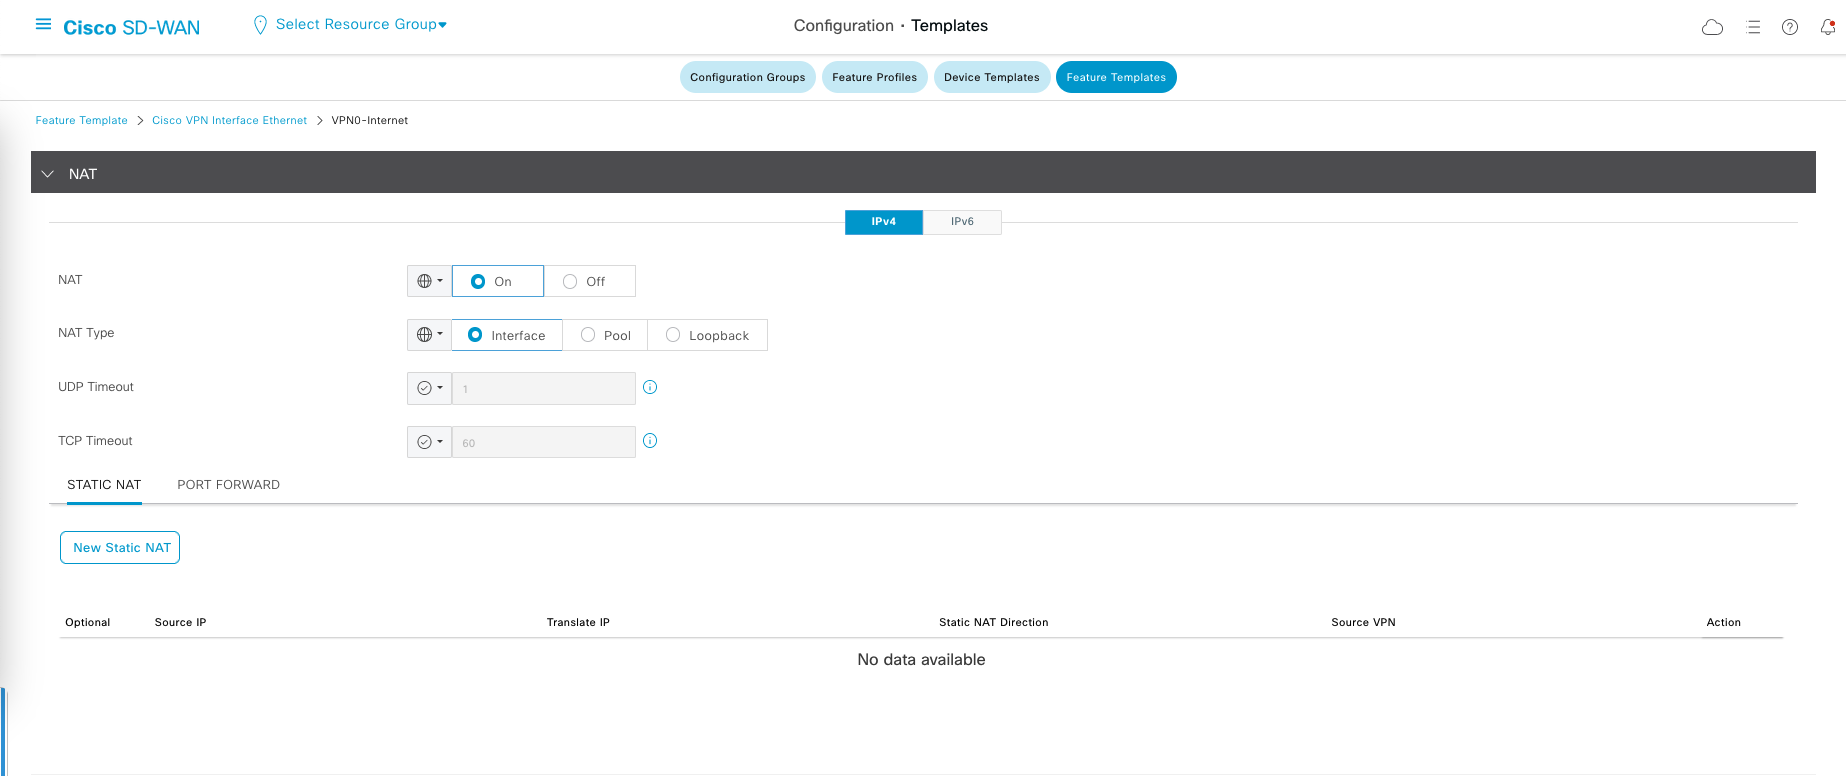 Cisco SD-WAN
Select Resource Group
Configuration · Templates
Configuration Groups
Feature Profiles
Device Templates
Feature Templates
Feature Template > Cisco VPN Interface Ethernet > VPN0-Internet
NAT
IPv4
IPv6
NAT
On
Off
NAT Type
Interface
Pool
Loopback
UDP Timeout
1
TCP Timeout
60
STATIC NAT
PORT FORWARD
New Static NAT
Optional
Source IP
Translate IP
Static NAT Direction
Source VPN
Action
No data available